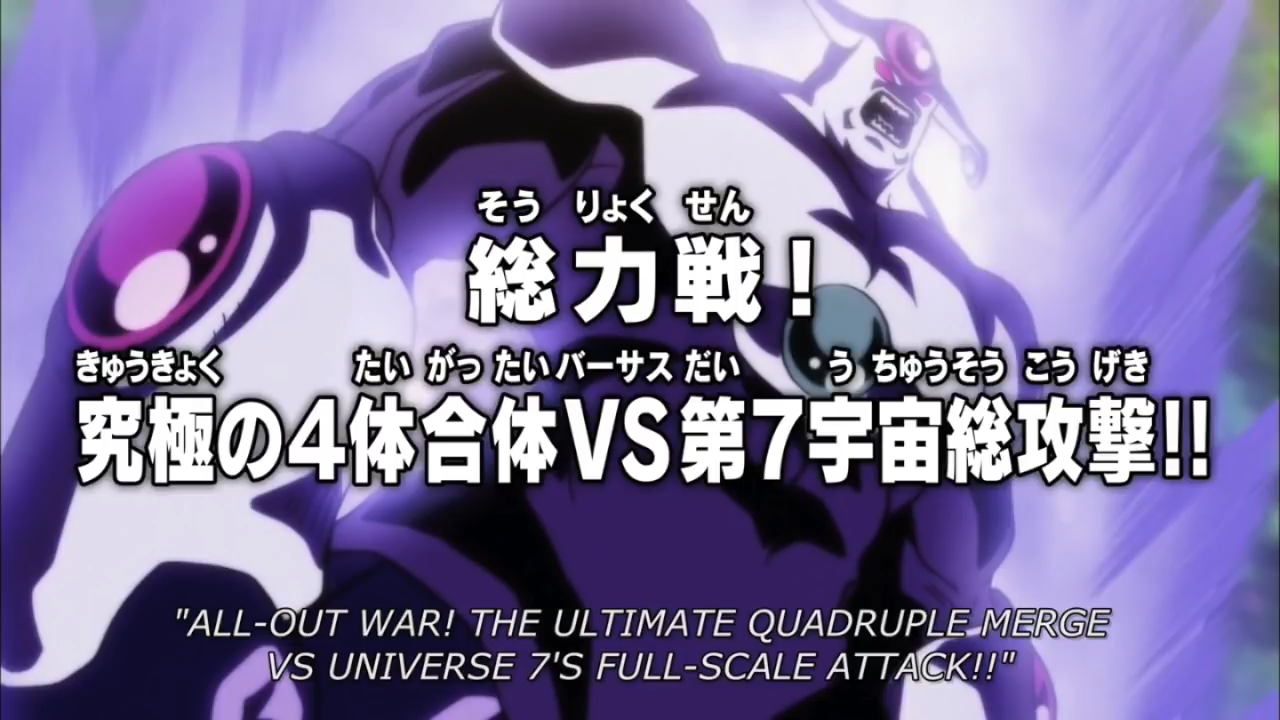 そう りょく せん
総力戦!
きゅうきょく たい がっ たい バーサス だい う ちゅう そう こう げき
究極の4体合体VS第7宇宙総攻撃!!
"ALL-OUT WAR! THE ULTIMATE QUADRUPLE MERGE
VS UNIVERSE 7'S FULL-SCALE ATTACK!!"